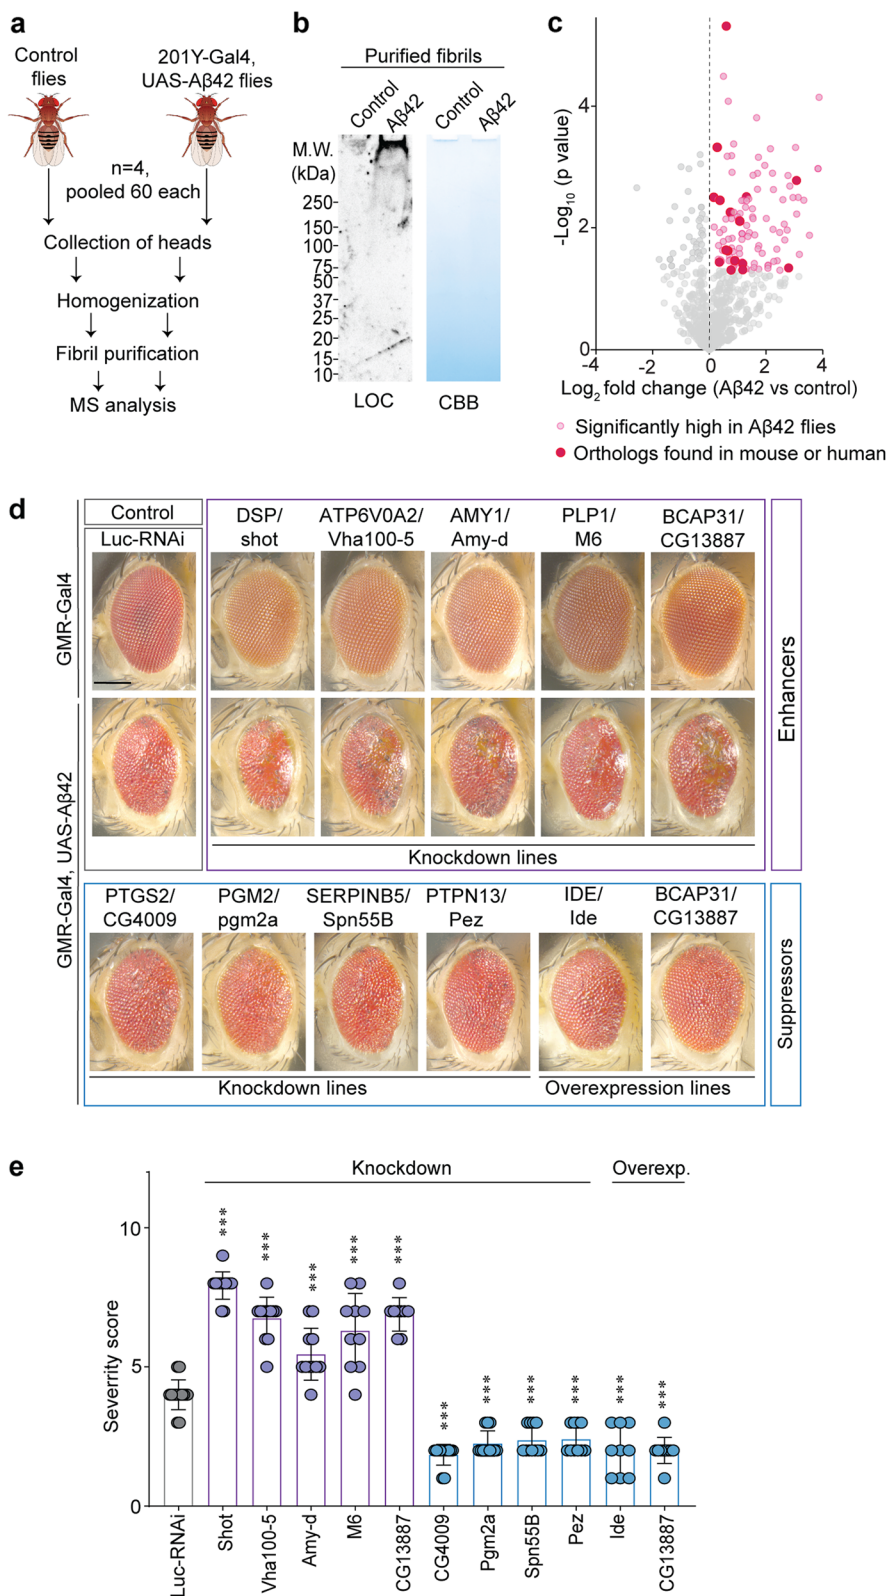 a
Control
flies
201Y-Gal4,
UAS-Aβ42 flies
n=4,
pooled 60 each
Collection of heads
Homogenization
Fibril purification
MS analysis
b
Purified fibrils
Control
Aβ42
Control
Aβ42
M.W.
(kDa)
250
150
100
75
50
37
25
20
15
10
LOC
CBB
c
-Log10 (p value)
4
2
0
-4
-2
0
2
4
Log2 fold change (Aβ42 vs control)
Significantly high in Aβ42 flies
Orthologs found in mouse or human
d
GMR-Gal4
GMR-Gal4, UAS-Aβ42
Control
Luc-RNAi
DSP/
shot
ATP6V0A2/
Vha100-5
AMY1/
Amy-d
PLP1/
M6
BCAP31/
CG13887
Enhancers
Knockdown lines
PTGS2/
CG4009
PGM2/
pgm2a
SERPINB5/
Spn55B
PTPN13/
Pez
IDE/
Ide
BCAP31/
CG13887
Suppressors
Knockdown lines
Overexpression lines
e
Knockdown
Overexp.
Severrity score
10
5
0
***
***
***
***
***
***
***
***
***
***
***
Luc-RNAi
Shot
Vha100-5
Amy-d
M6
CG13887
CG4009
Pgm2a
Spn55B
Pez
Ide
CG13887